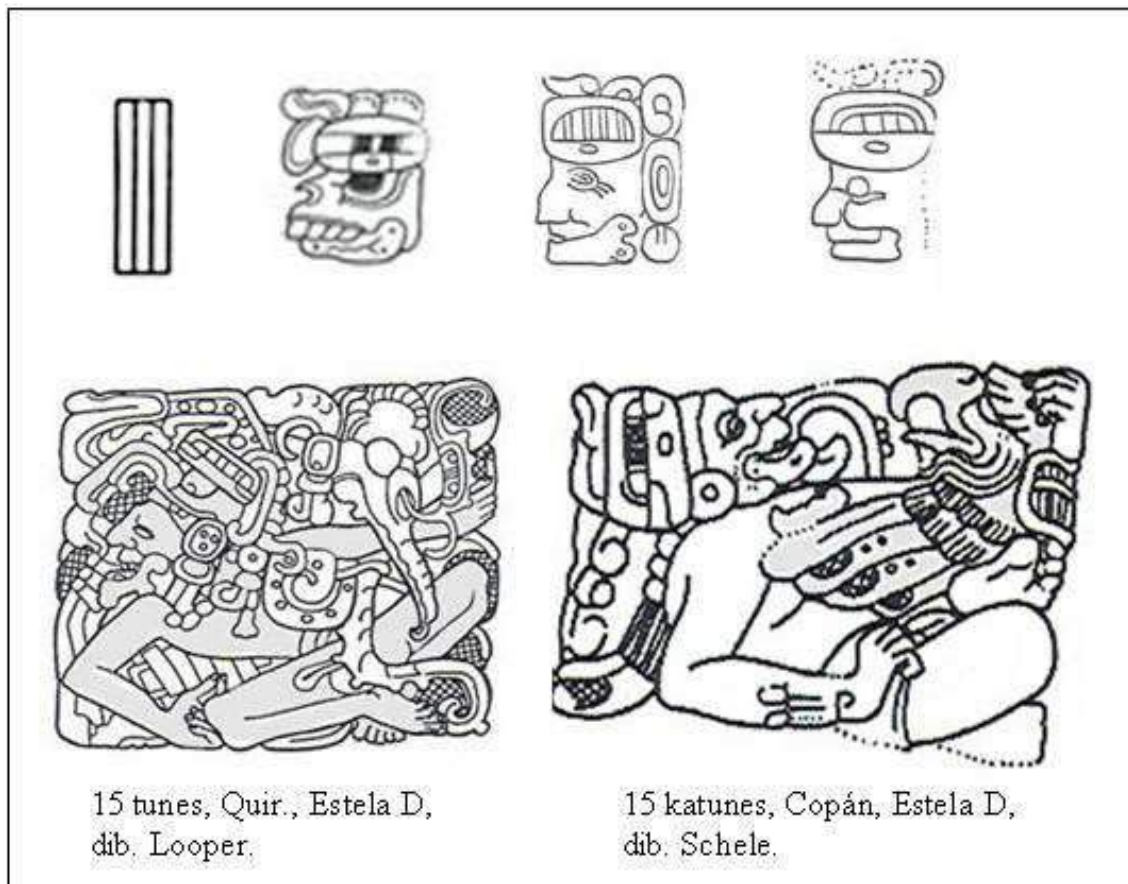 15 tunes, Quir., Estela D,
dib. Looper.
15 katunes, Copán, Estela D,
dib. Schele.